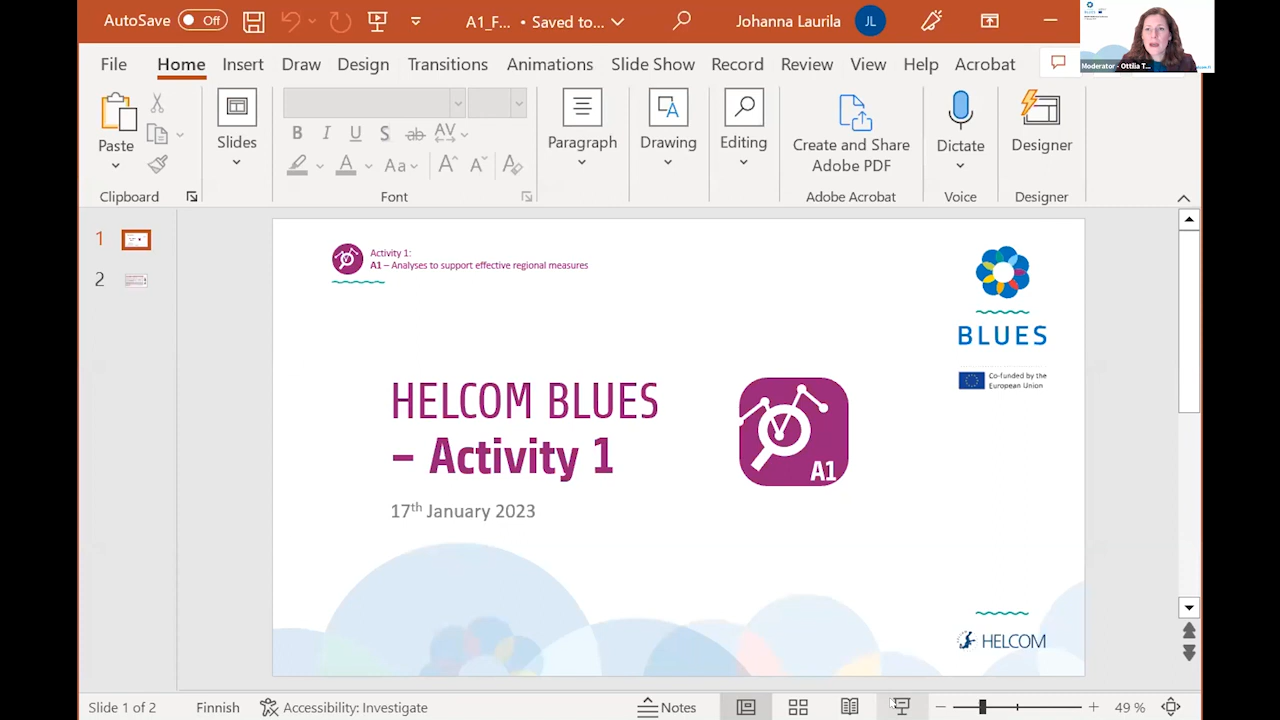 AutoSave
Off
A1_F... • Saved to...
Johanna Laurila
JL
File
Home
Insert
Draw
Design
Transitions
Animations
Slide Show
Record
Review
View
Help
Acrobat
Moderator - Ottilia T...
Paste
Slides
B I U S ab AV
A Aa A A A
Paragraph
Drawing
Editing
Create and Share
Adobe PDF
Dictate
Designer
Clipboard
Font
Adobe Acrobat
Voice
Designer
1
2
Activity 1:
A1 – Analyses to support effective regional measures
BLUES
Co-funded by the
European Union
HELCOM BLUES
– Activity 1
A1
17th January 2023
HELCOM
Slide 1 of 2
Finnish
Accessibility: Investigate
Notes
49 %